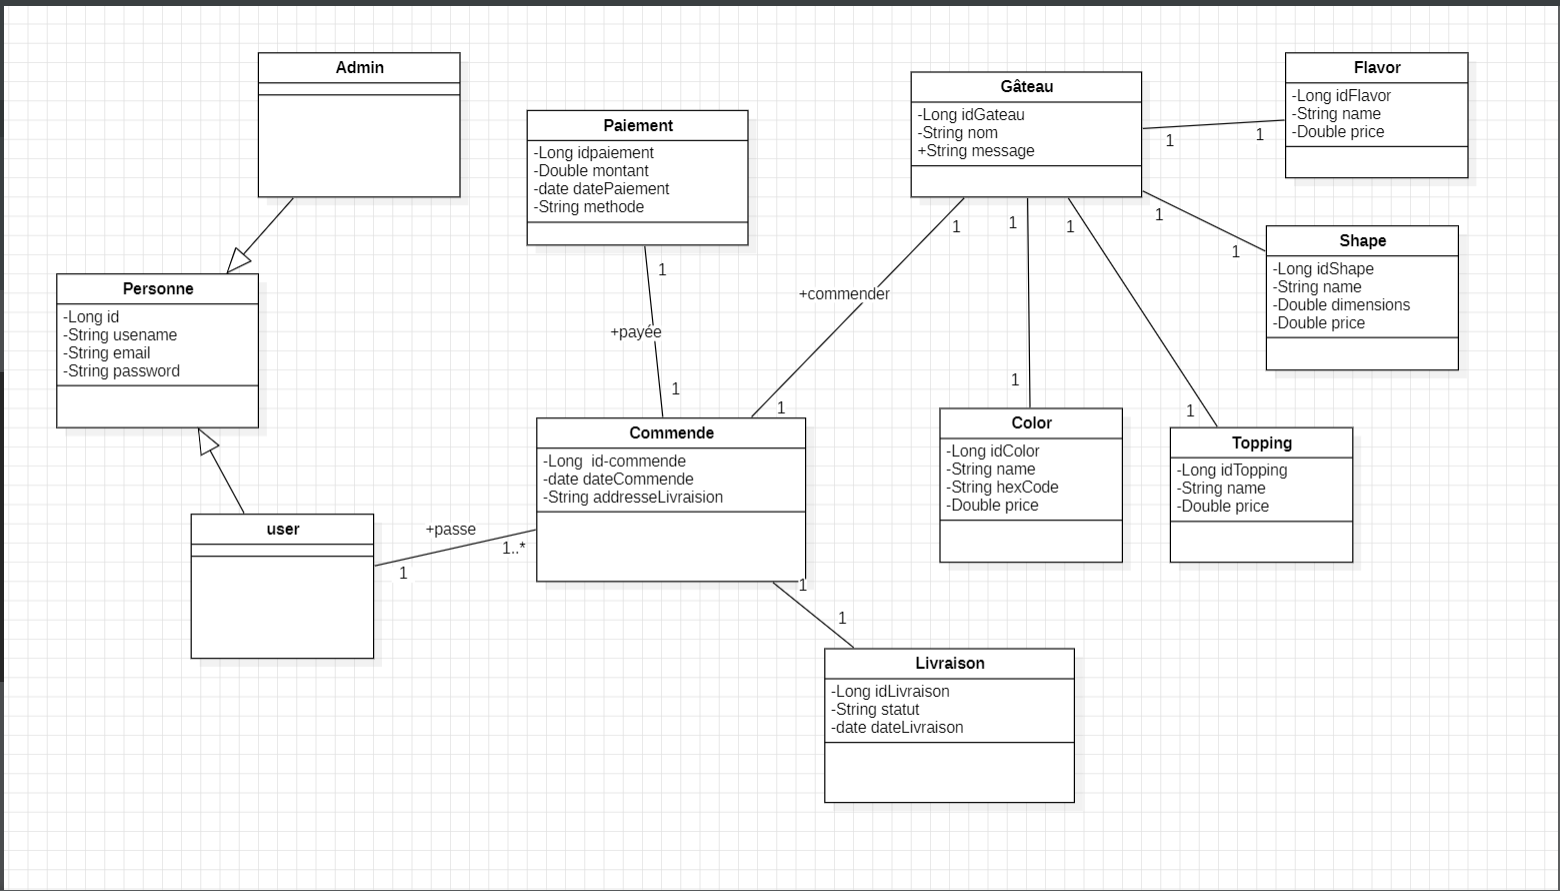 Admin
Personne
-Long id
-String usename
-String email
-String password
user
+passe
1
1..*
Paiement
-Long idpaiement
-Double montant
-date datePaiement
-String methode
1
+payée
1
Commende
-Long  id-commende
-date dateCommende
-String addresseLivraision
1
+commender
1
1
1
Livraison
-Long idLivraison
-String statut
-date dateLivraison
Gâteau
-Long idGateau
-String nom
+String message
1
1
Flavor
-Long idFlavor
-String name
-Double price
1
1
Shape
-Long idShape
-String name
-Double dimensions
-Double price
1
1
Color
-Long idColor
-String name
-String hexCode
-Double price
1
1
Topping
-Long idTopping
-String name
-Double price